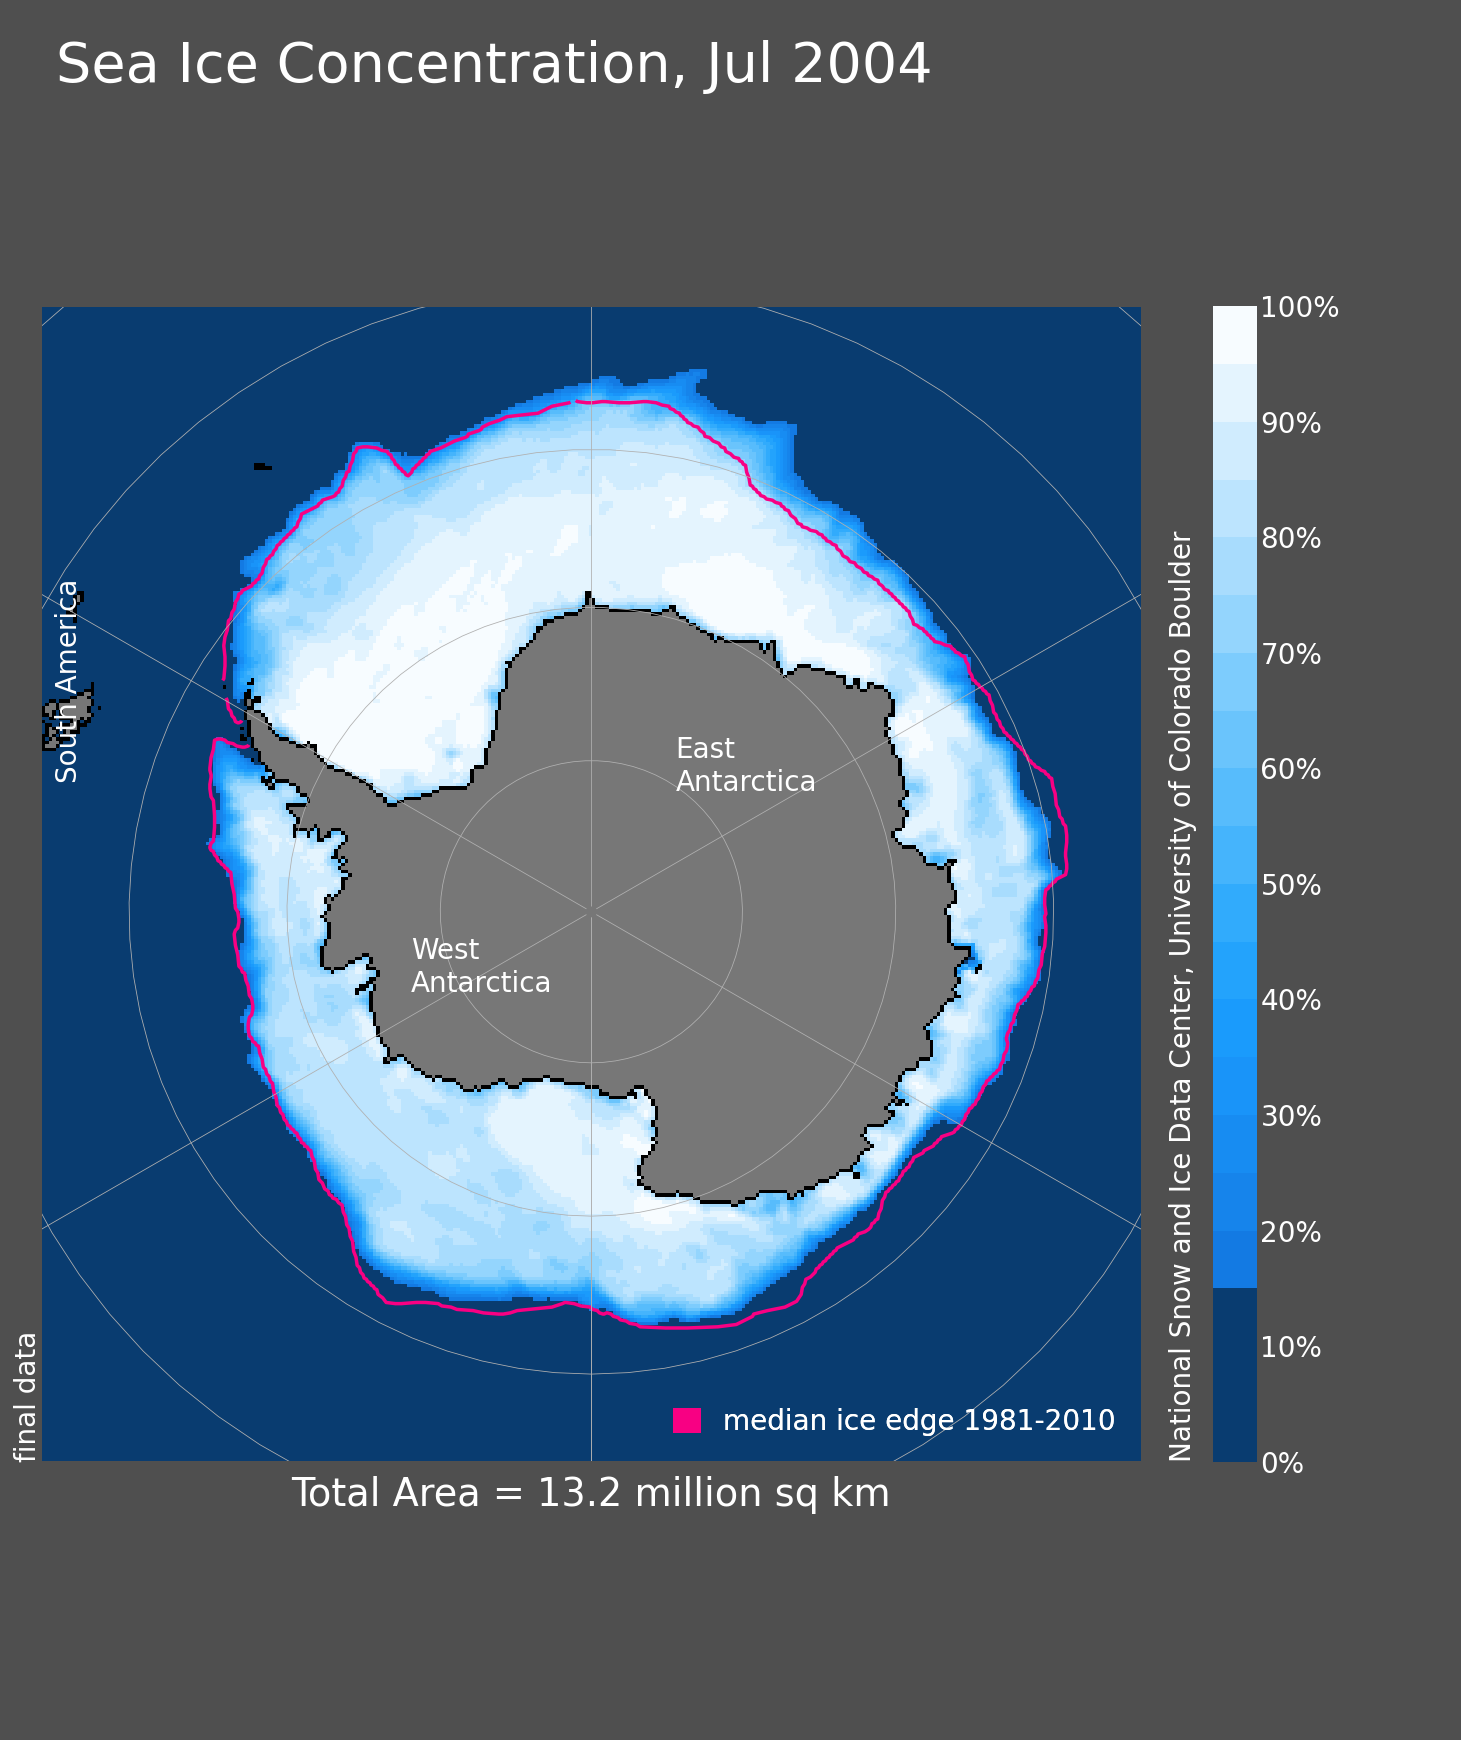 Sea Ice Concentration, Jul 2004
South America
East
Antarctica
West
Antarctica
final data
median ice edge 1981-2010
Total Area = 13.2 million sq km
National Snow and Ice Data Center, University of Colorado Boulder
100%
90%
80%
70%
60%
50%
40%
30%
20%
10%
0%